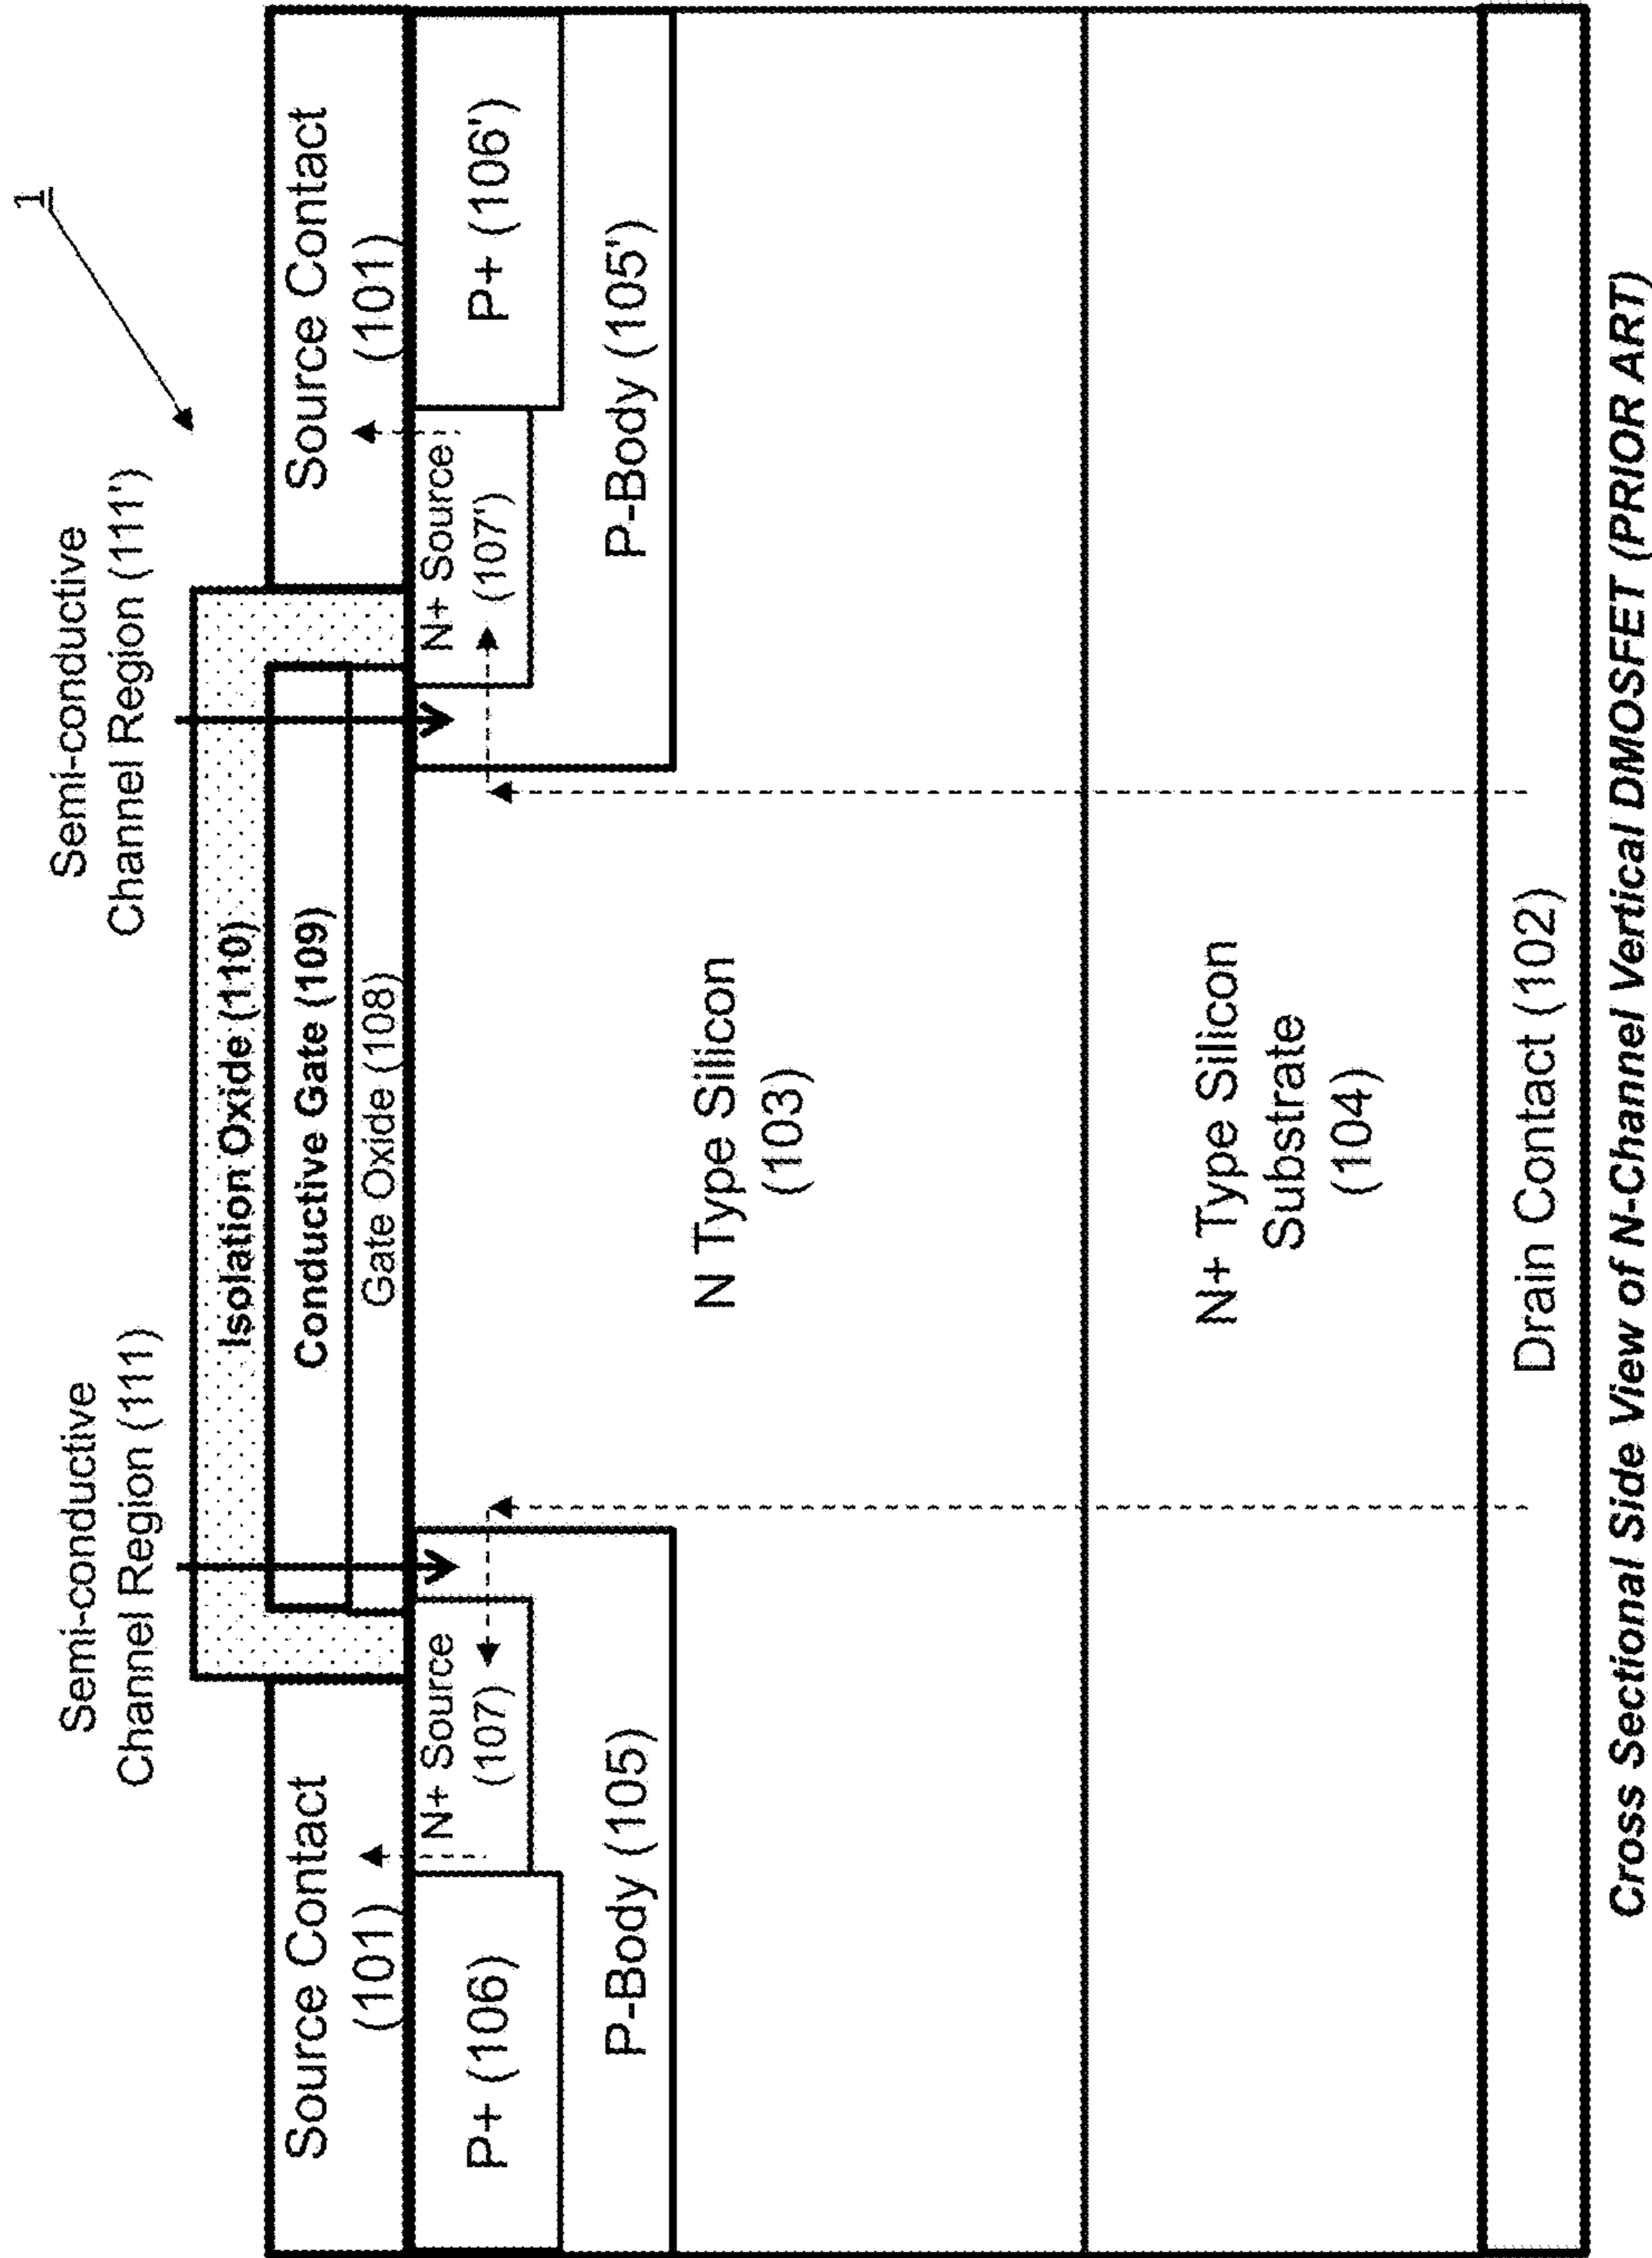 1
Semi-conductive
Channel Region (111)
Semi-conductive
Channel Region (111')
Isolation Oxide (110)
Source Contact
(101)
Conductive Gate (109)
Gate Oxide (108)
Source Contact
(101)
P+ (106)
N+ Source
(107)
N+ Source
(107')
P+ (106')
P-Body (105)
P-Body (105')
N Type Silicon
(103)
N+ Type Silicon
Substrate
(104)
Drain Contact (102)
Cross Sectional Side View of N-Channel Vertical DMOSFET (PRIOR ART)